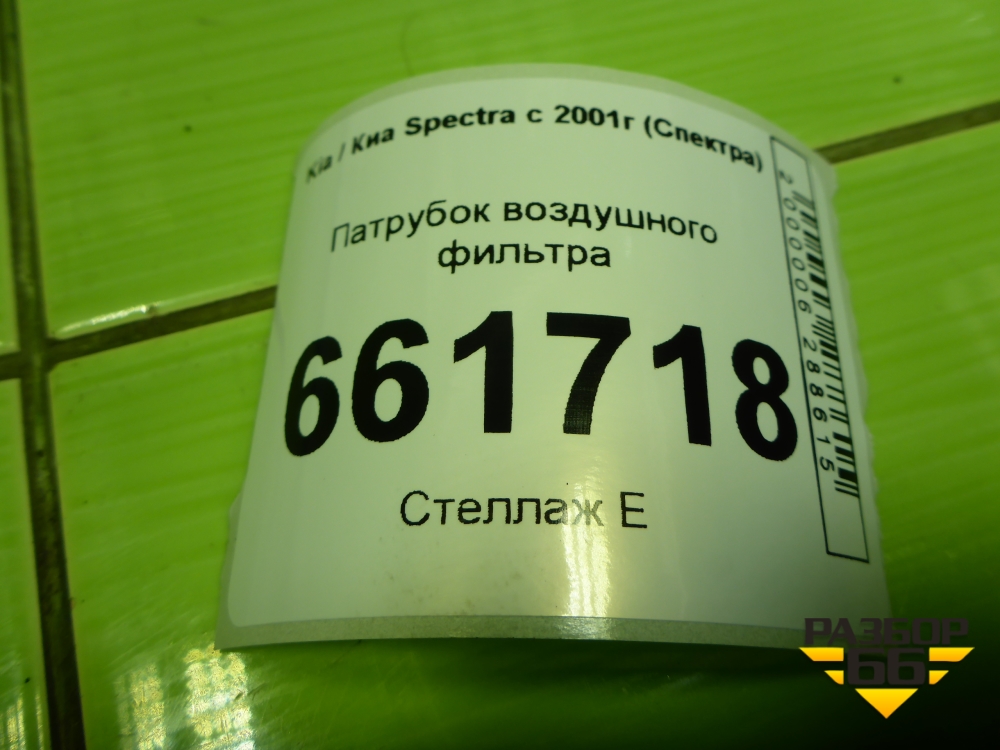 Kia / Киа Spectra с 2001г (Спектра)
Патрубок воздушного
фильтра
661718
Стеллаж Е
2000006288615
РАЗБОР
66